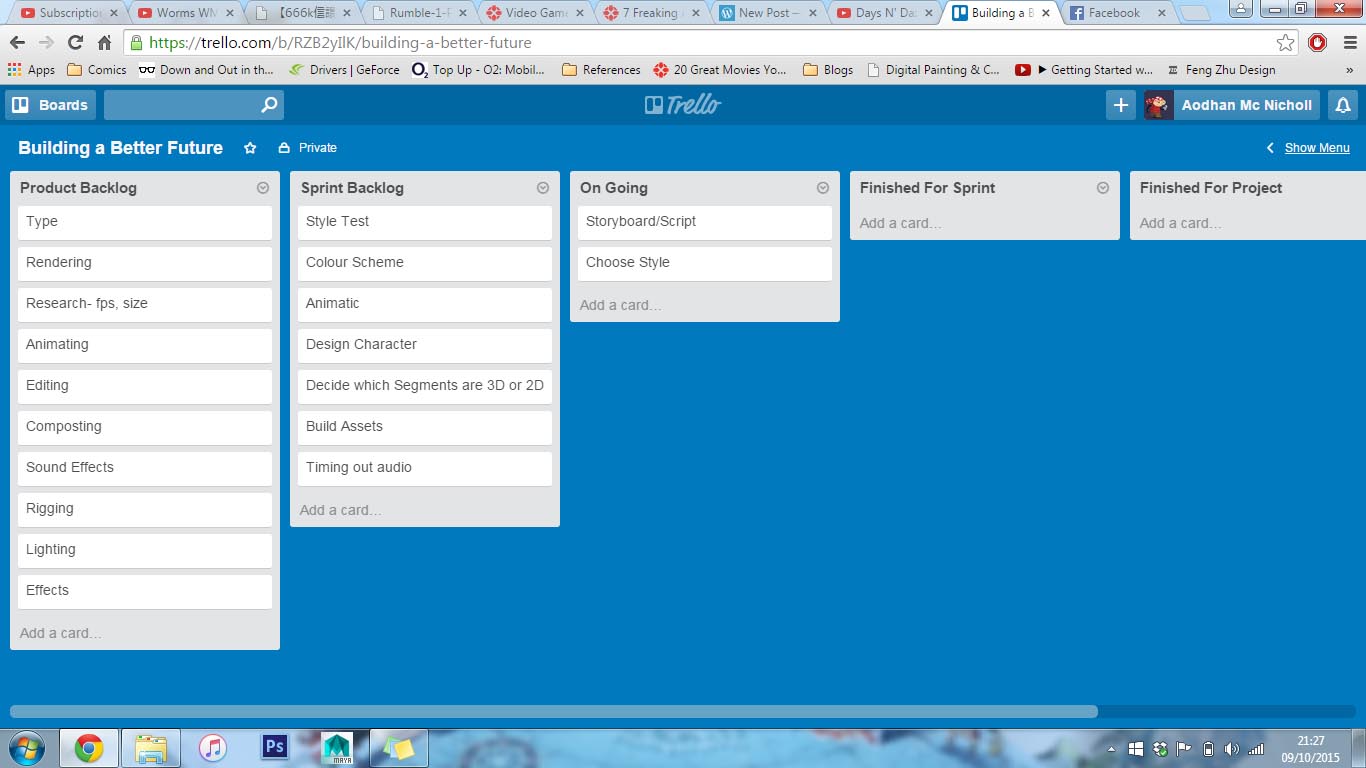 Subscription
Worms WM
【666k信
Rumble-1-F
Video Game
7 Freaking
New Post –
Days N' Daz
Building a B
Facebook
https://trello.com/b/RZB2yIlK/building-a-better-future
Apps
Comics
Down and Out in th...
Drivers | GeForce
O2
Top Up - O2: Mobil...
References
20 Great Movies Yo...
Blogs
Digital Painting & C...
► Getting Started w...
Feng Zhu Design
»
Boards
Trello
Aodhan Mc Nicholl
Building a Better Future
Private
Show Menu
Product Backlog
Type
Rendering
Research- fps, size
Animating
Editing
Composting
Sound Effects
Rigging
Lighting
Effects
Add a card...
Sprint Backlog
Style Test
Colour Scheme
Animatic
Design Character
Decide which Segments are 3D or 2D
Build Assets
Timing out audio
Add a card...
On Going
Storyboard/Script
Choose Style
Add a card...
Finished For Sprint
Add a card...
Finished For Project
Add a card...
Ps
MAYA
21:27
09/10/2015